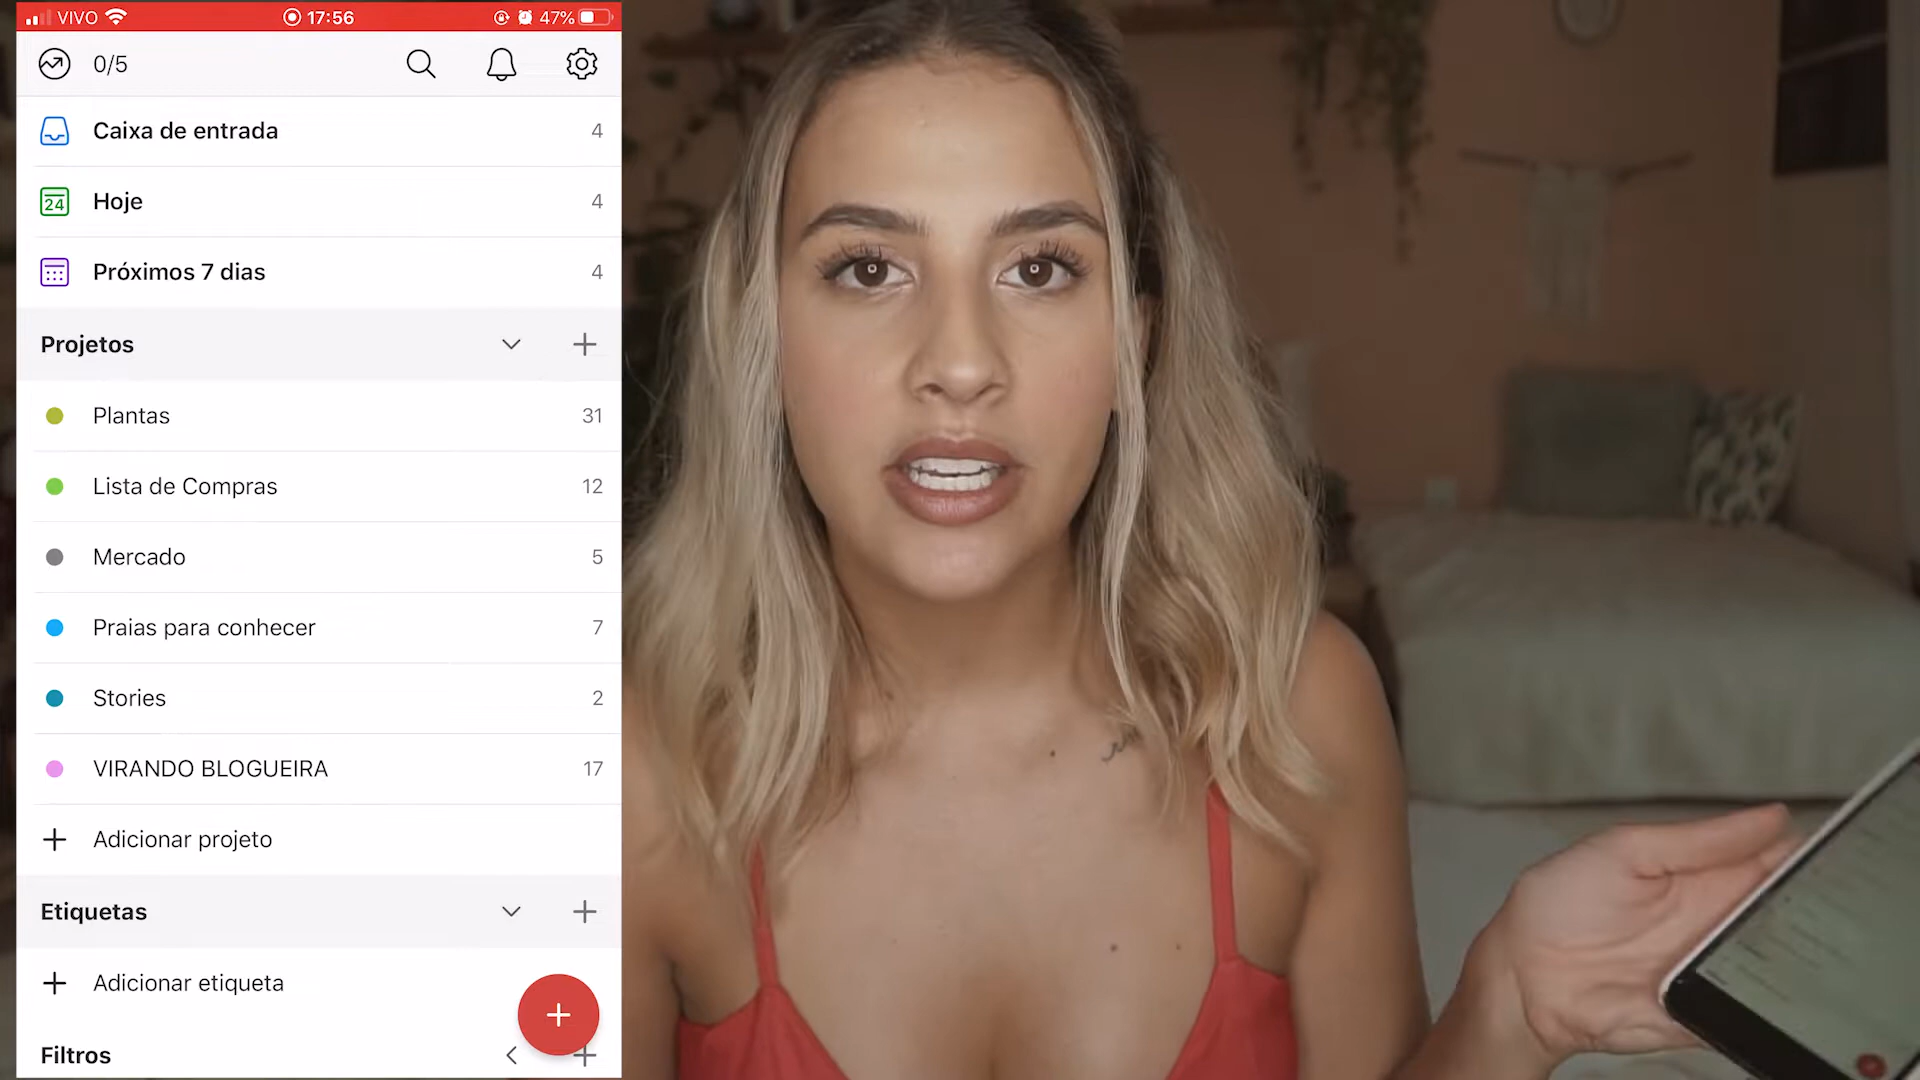 VIVO 17:56 47%
0/5
Caixa de entrada 4
24 Hoje 4
Próximos 7 dias 4
Projetos
Plantas 31
Lista de Compras 12
Mercado 5
Praias para conhecer 7
Stories 2
VIRANDO BLOGUEIRA 17
Adicionar projeto
Etiquetas
Adicionar etiqueta
Filtros